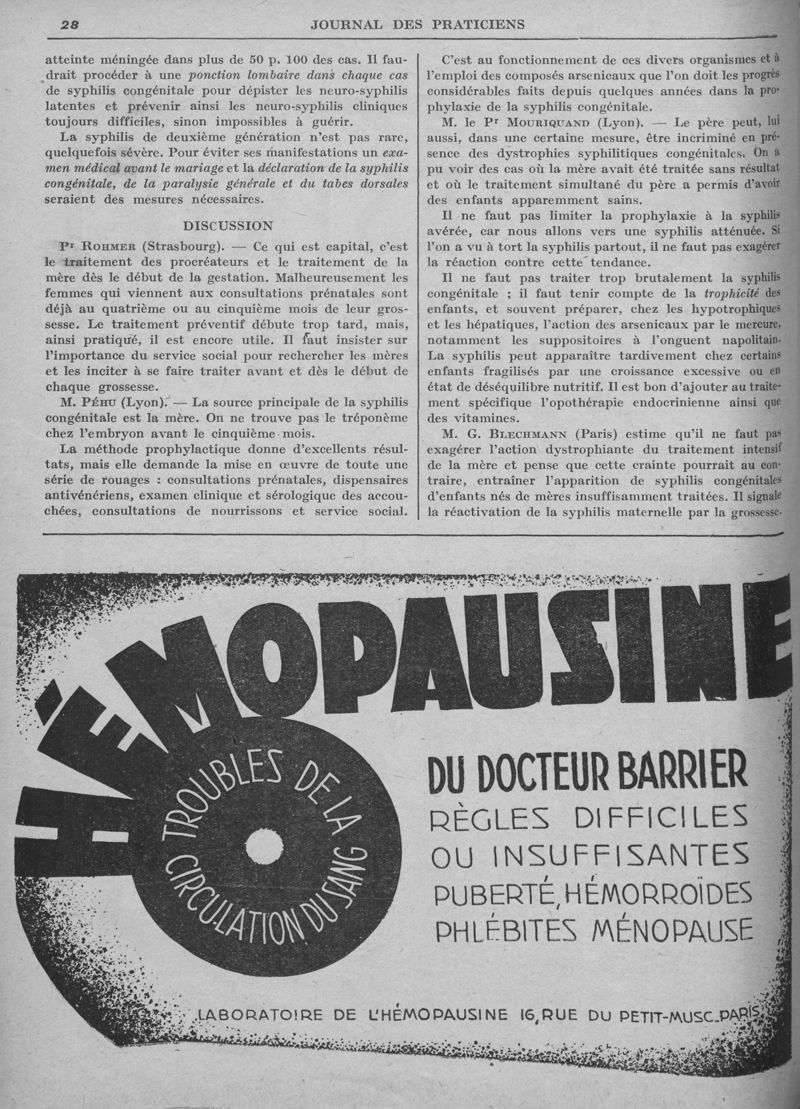 28
JOURNAL DES PRATICIENS
atteinte méningée dans plus de 50 p. 100 des cas. Il fau-
drait procéder à une ponction lombaire dans chaque cas
de syphilis congénitale pour dépister les neuro-syphilis
latentes et prévenir ainsi les neuro-syphilis cliniques
toujours difficiles, sinon impossibles à guérir.
La syphilis de deuxième génération n'est pas rare,
quelquefois sévère. Pour éviter ses manifestations un exa-
men médical avant le mariage et la déclaration de la syphilis
congénitale, de la paralysie générale et du tabes dorsales
seraient des mesures nécessaires.
DISCUSSION
Pr ROHMER (Strasbourg). — Ce qui est capital, c'est
le traitement des procréateurs et le traitement de la
mère dès le début de la gestation. Malheureusement les
femmes qui viennent aux consultations prénatales sont
déjà au quatrième ou au cinquième mois de leur gros-
sesse. Le traitement préventif débute trop tard, mais,
ainsi pratiqué, il est encore utile. Il faut insister sur
l'importance du service social pour rechercher les mères
et les inciter à se faire traiter avant et dès le début de
chaque grossesse.
M. PÉHU (Lyon). — La source principale de la syphilis
congénitale est la mère. On ne trouve pas le tréponème
chez l'embryon avant le cinquième mois.
La méthode prophylactique donne d'excellents résul-
tats, mais elle demande la mise en œuvre de toute une
série de rouages : consultations prénatales, dispensaires
antivénériens, examen clinique et sérologique des accou-
chées, consultations de nourrissons et service social.
C'est au fonctionnement de ces divers organismes et à
l'emploi des composés arsenicaux que l'on doit les progrès
considérables faits depuis quelques années dans la pro-
phylaxie de la syphilis congénitale.
M. le Pr MOURIQUAND (Lyon). — Le père peut, lui
aussi, dans une certaine mesure, être incriminé en pré-
sence des dystrophies syphilitiques congénitales. On a
pu voir des cas où la mère avait été traitée sans résultat
et où le traitement simultané du père a permis d'avoir
des enfants apparemment sains.
Il ne faut pas limiter la prophylaxie à la syphilis
avérée, car nous allons vers une syphilis atténuée. Si
l'on a vu à tort la syphilis partout, il ne faut pas exagérer
la réaction contre cette tendance.
Il ne faut pas traiter trop brutalement la syphilis
congénitale ; il faut tenir compte de la trophicité des
enfants, et souvent préparer, chez les hypotrophiques
et les hépatiques, l'action des arsenicaux par le mercure,
notamment les suppositoires à l'onguent napolitain.
La syphilis peut apparaître tardivement chez certains
enfants fragilisés par une croissance excessive ou en
état de déséquilibre nutritif. Il est bon d'ajouter au traite-
ment spécifique l'opothérapie endocrinienne ainsi que
des vitamines.
M. G. BLECHMANN (Paris) estime qu'il ne faut pas
exagérer l'action dystrophiante du traitement intensif
de la mère et pense que cette crainte pourrait au con-
traire, entraîner l'apparition de syphilis congénitales
d'enfants nés de mères insuffisamment traitées. Il signale
la réactivation de la syphilis maternelle par la grossesse.
HÉMOPAUSINE
TROUBLES DE LA
CIRCULATION DU SANG
DU DOCTEUR BARRIER
RÈGLES DIFFICILES
OU INSUFFISANTES
PUBERTÉ, HÉMORROÏDES
PHLÉBITES MÉNOPAUSE
LABORATOIRE DE L'HÉMOPAUSINE 16, RUE DU PETIT-MUSC_PARIS